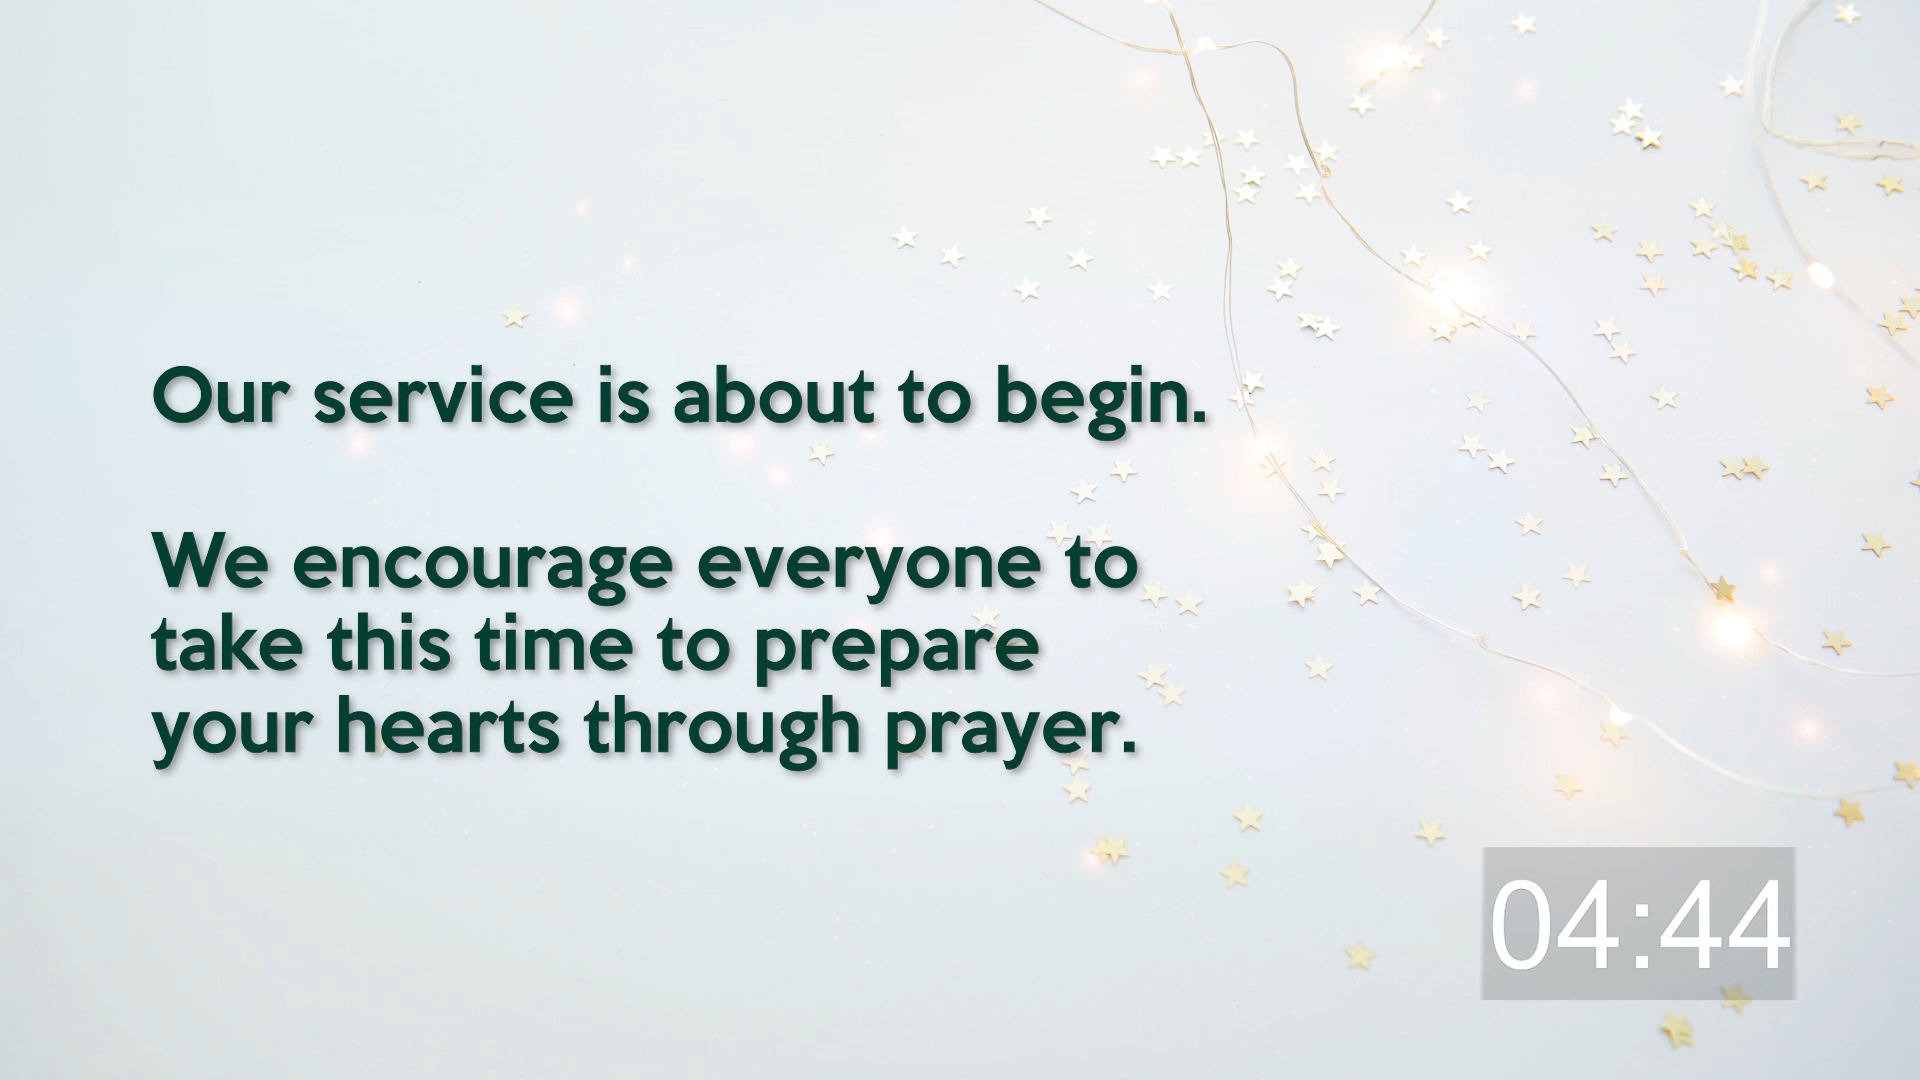 Our service is about to begin.
We encourage everyone to
take this time to prepare
your hearts through prayer.
04:44